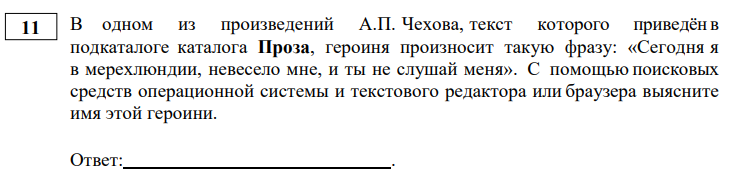 11
В одном из произведений А.П. Чехова, текст которого приведён в
подкаталоге каталога Проза, героиня произносит такую фразу: «Сегодня я
в мерехлюндии, невесело мне, и ты не слушай меня». С помощью поисковых
средств операционной системы и текстового редактора или браузера выясните
имя этой героини.
Ответ:______________________________.